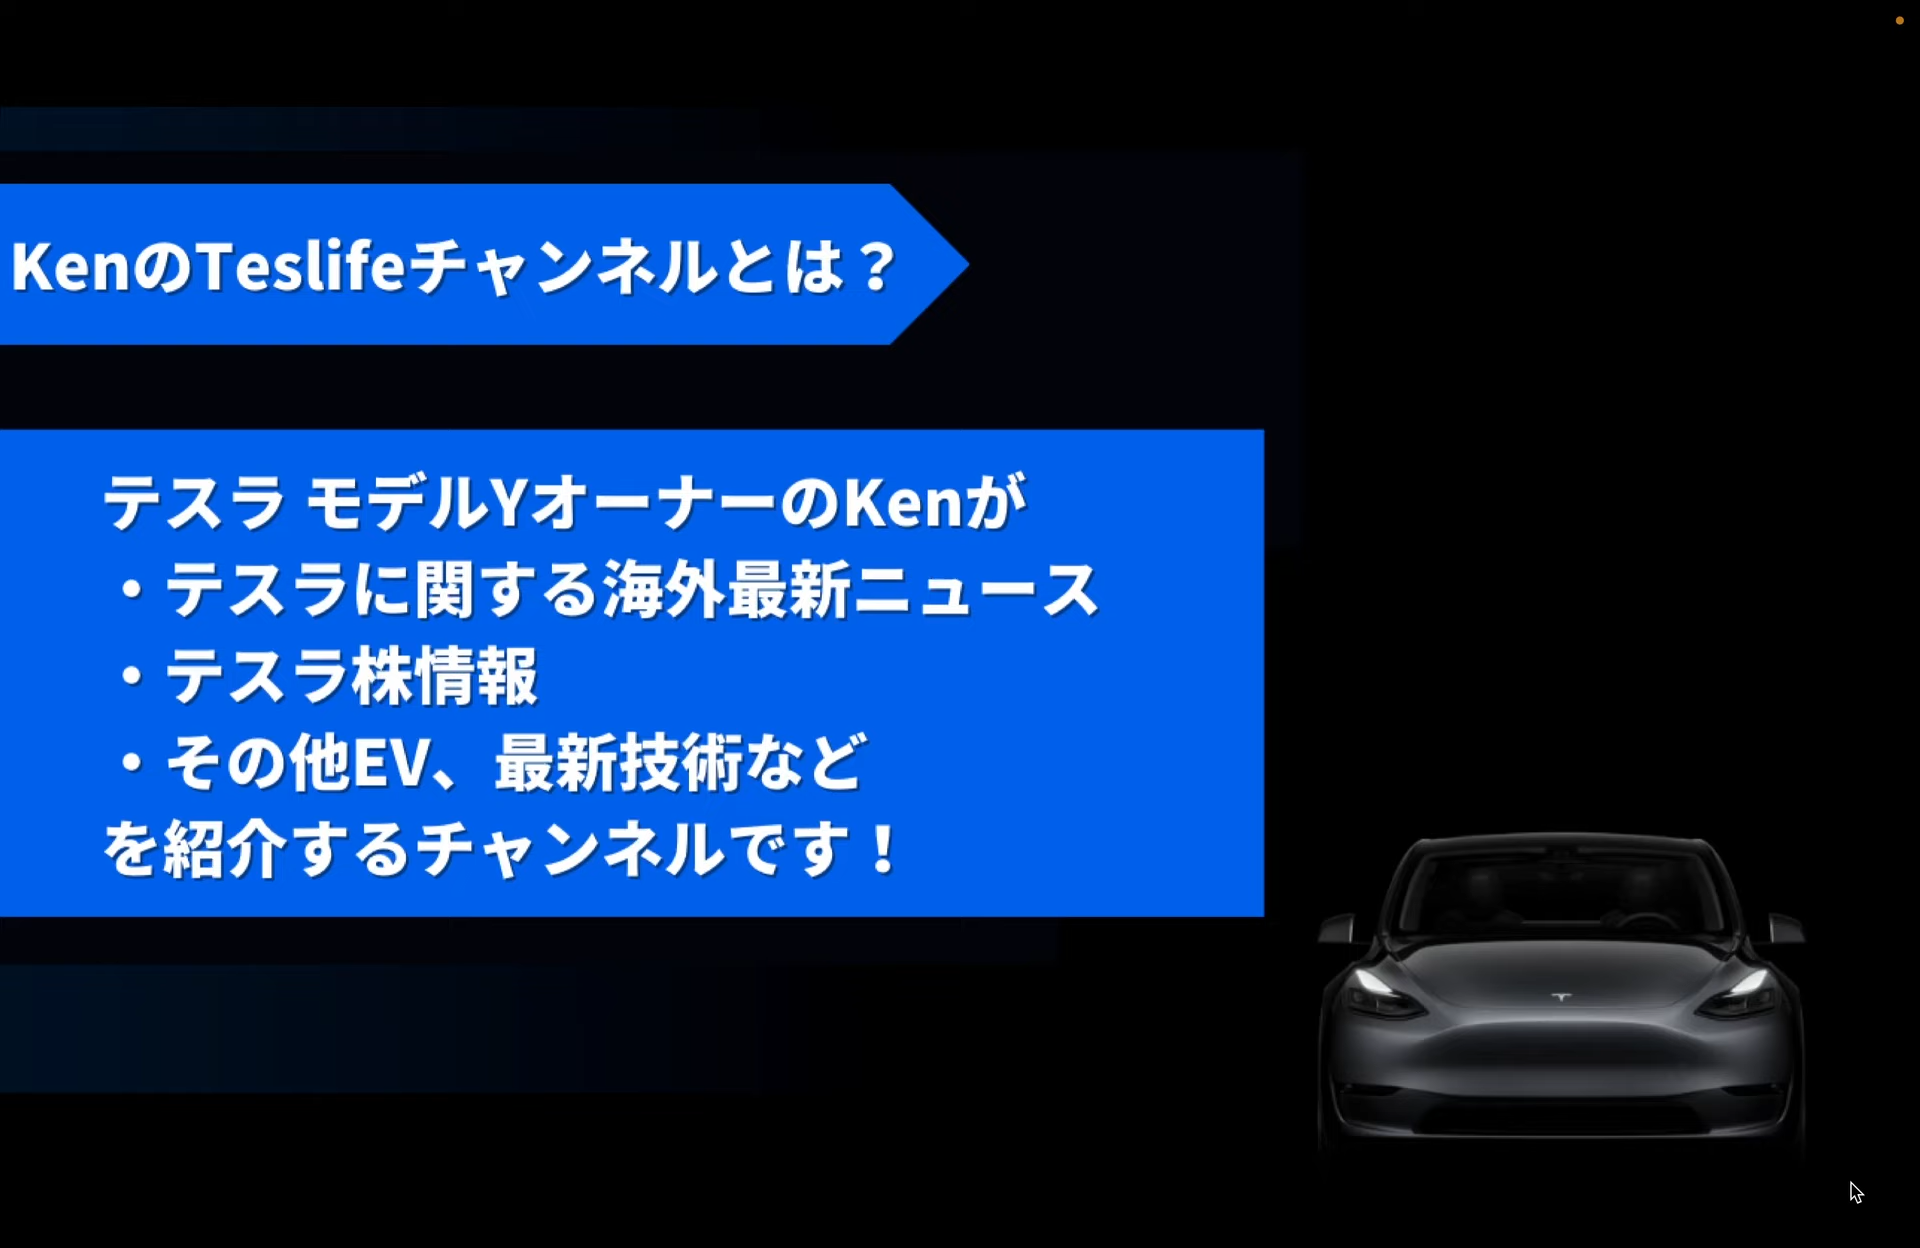 KenのTeslifeチャンネルとは？
テスラ モデルYオーナーのKenが
・テスラに関する海外最新ニュース
・テスラ株情報
・その他EV、最新技術など
を紹介するチャンネルです！